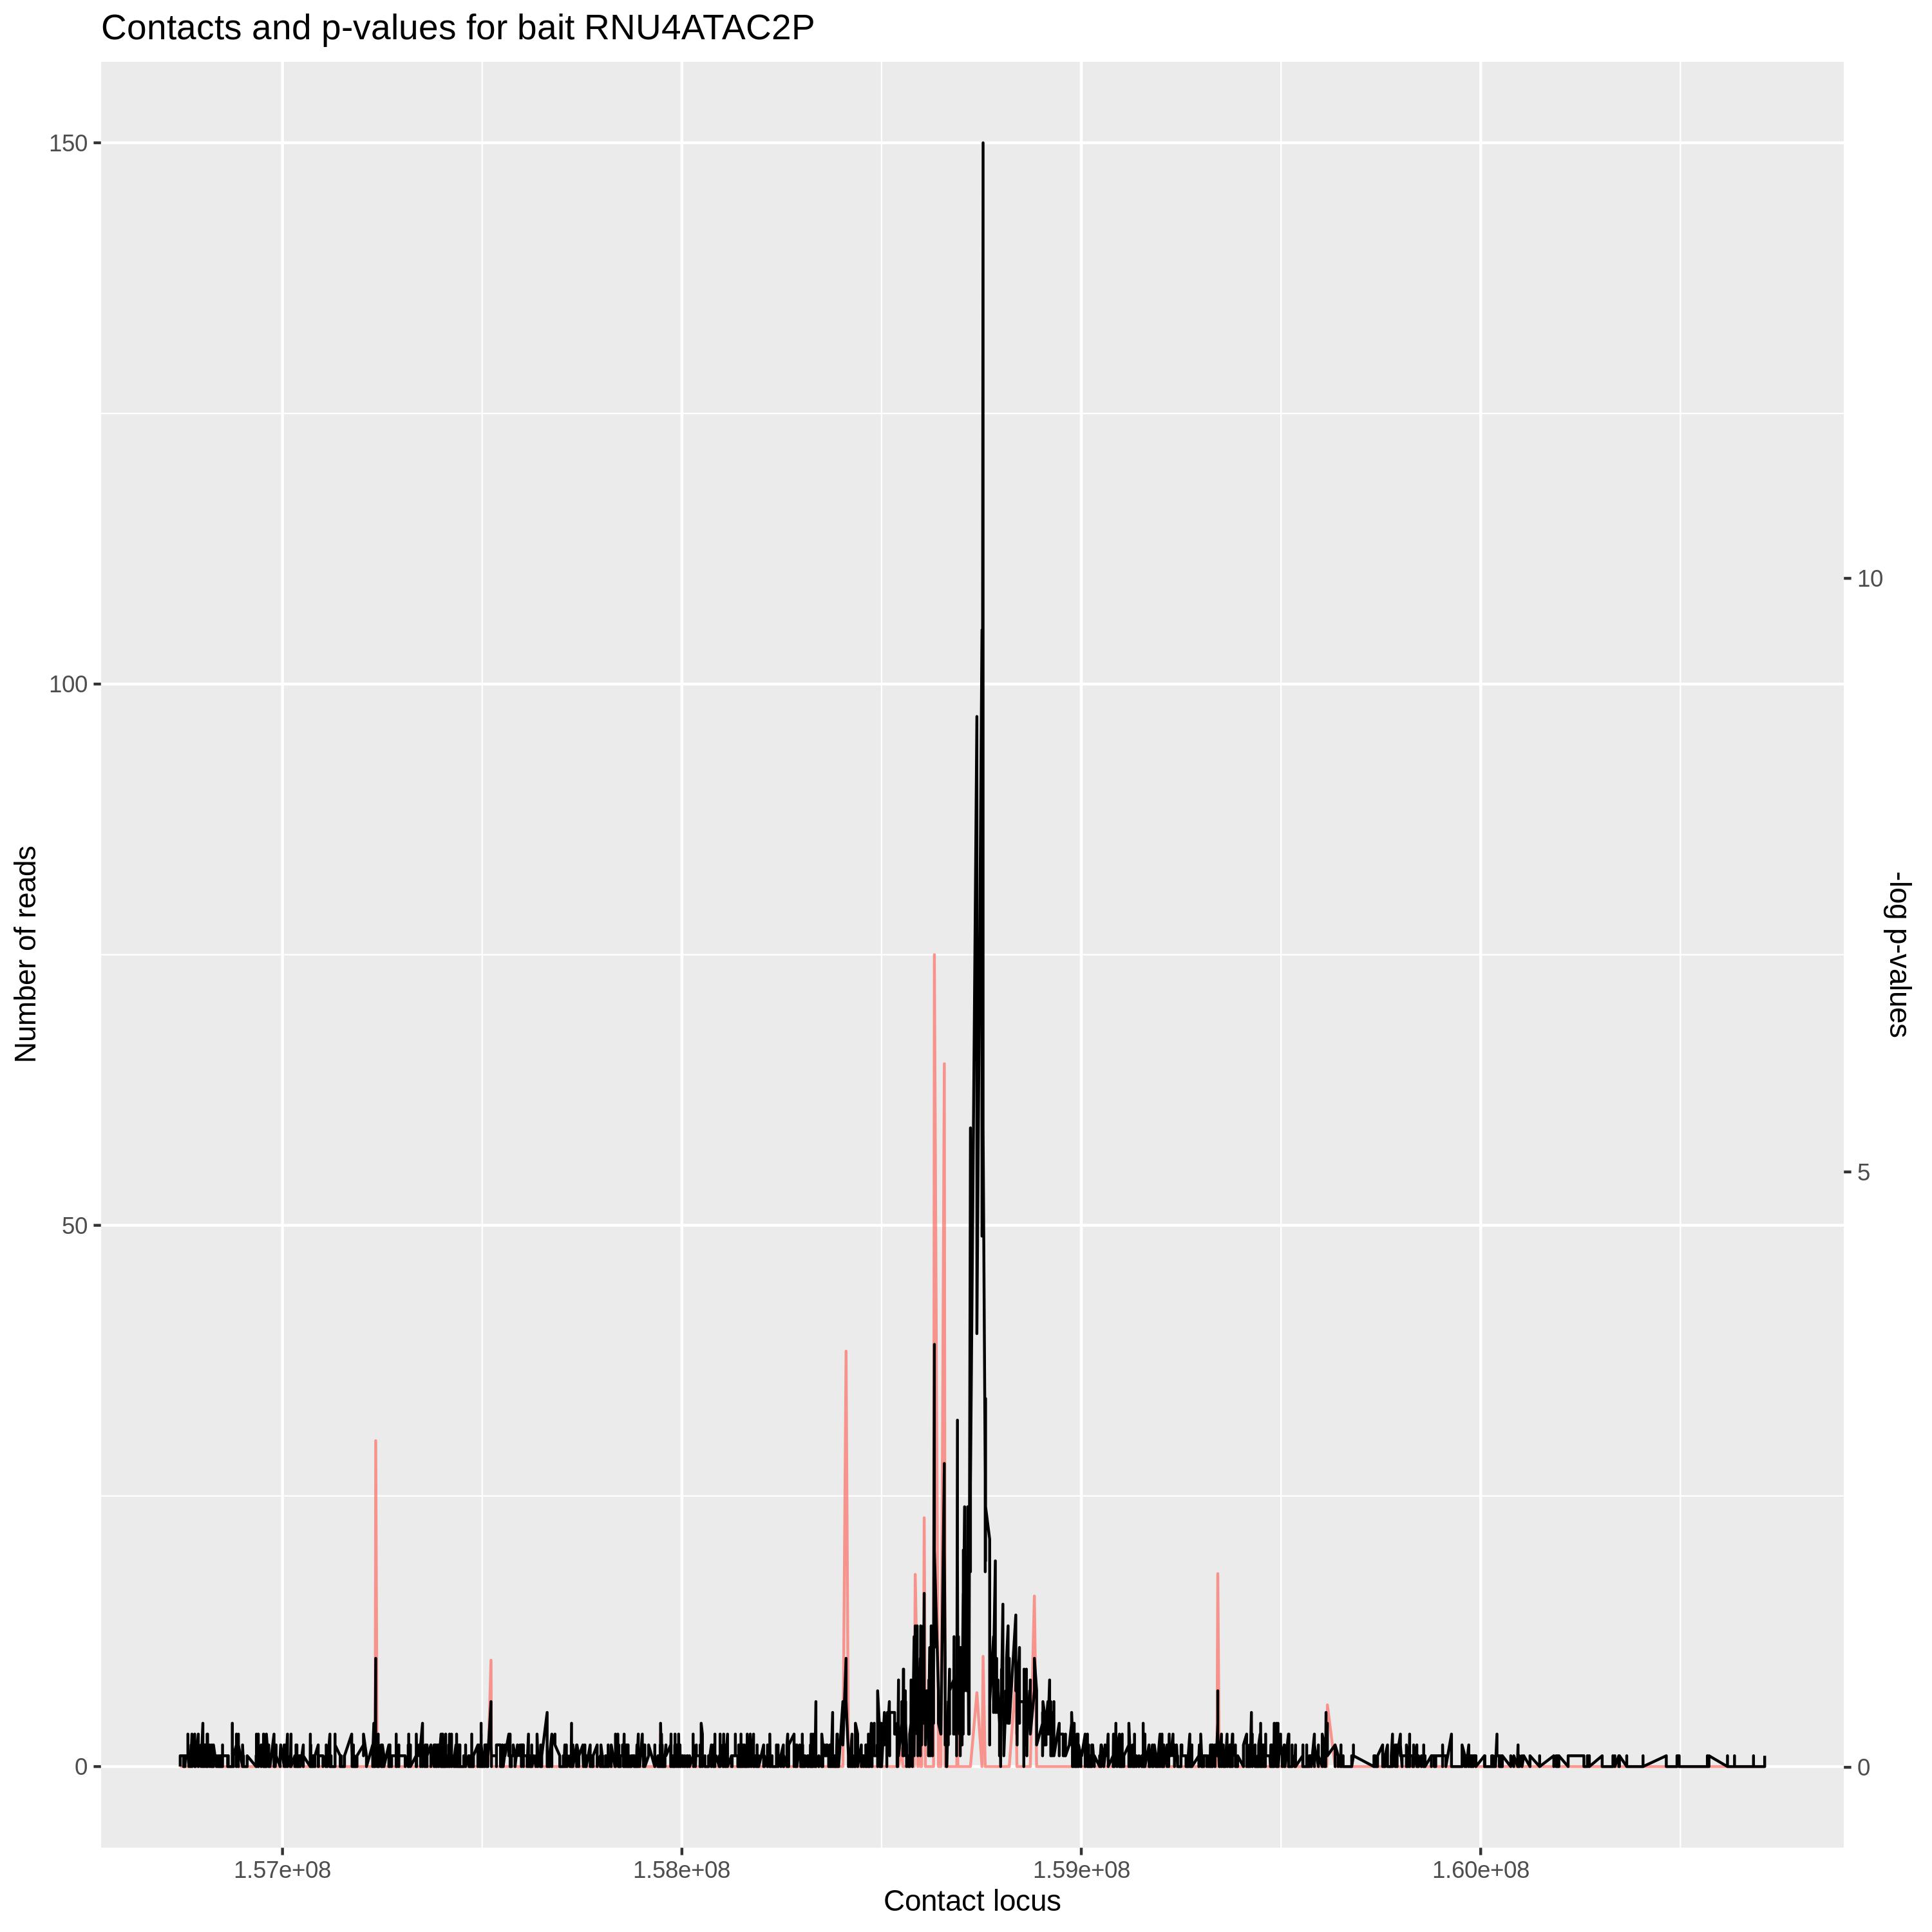 Contacts and p-values for bait RNU4ATAC2P
150
100
50
0
Number of reads
10
5
0
-log p-values
1.57e+08
1.58e+08
1.59e+08
1.60e+08
Contact locus